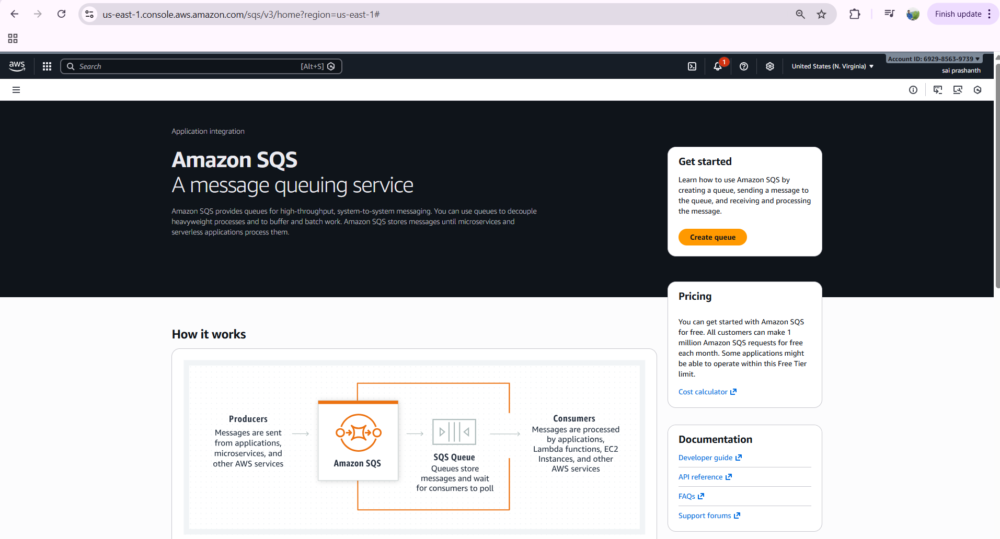 us-east-1.console.aws.amazon.com/sqs/v3/home?region=us-east-1#
Finish update
aws
Search
[Alt+S]
1
United States (N. Virginia)
Account ID: 6929-8563-9739
sai prashanth
Application integration
Amazon SQS
A message queuing service
Amazon SQS provides queues for high-throughput, system-to-system messaging. You can use queues to decouple
heavyweight processes and to buffer and batch work. Amazon SQS stores messages until microservices and
serverless applications process them.
Get started
Learn how to use Amazon SQS by
creating a queue, sending a message to
the queue, and receiving and processing
the message.
Create queue
Pricing
You can get started with Amazon SQS
for free. All customers can make 1
million Amazon SQS requests for free
each month. Some applications might
be able to operate within this Free Tier
limit.
Cost calculator
How it works
Producers
Messages are sent
from applications,
microservices, and
other AWS services
Amazon SQS
SQS Queue
Queues store
messages and wait
for consumers to poll
Consumers
Messages are processed
by applications,
Lambda functions, EC2
Instances, and other
AWS services
Documentation
Developer guide
API reference
FAQs
Support forums